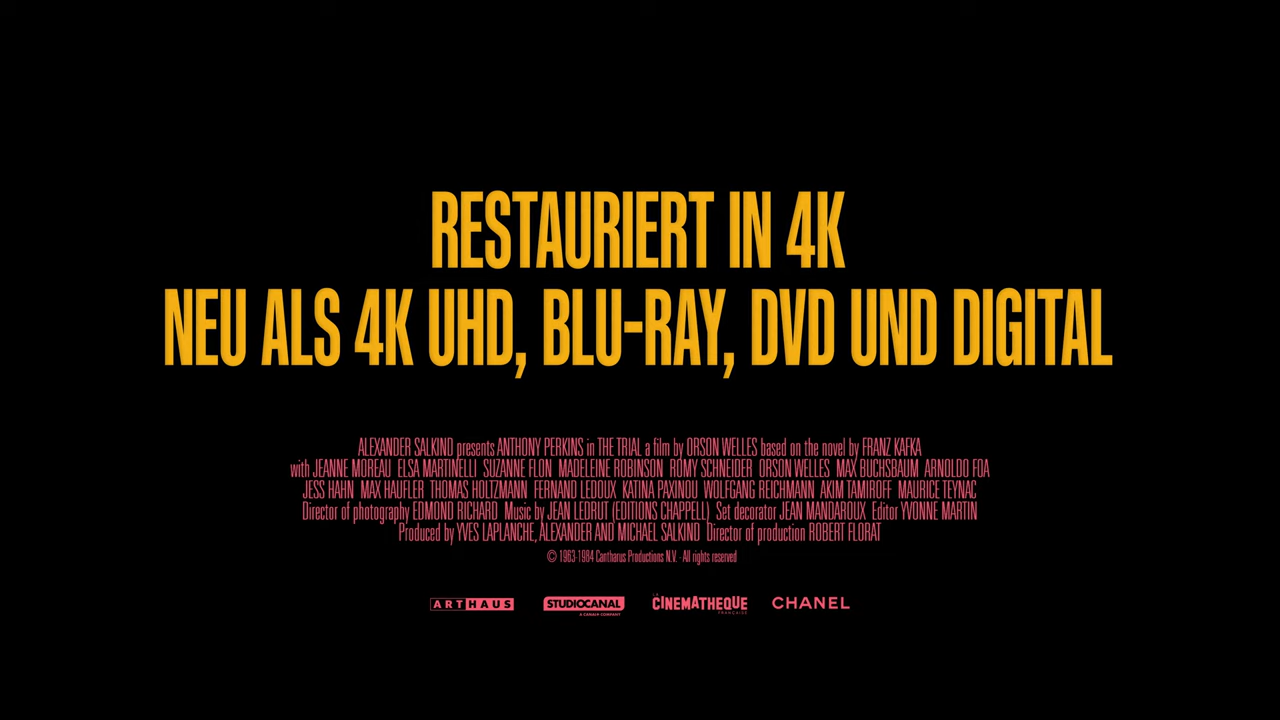 RESTAURIERT IN 4K
NEU ALS 4K UHD, BLU-RAY, DVD UND DIGITAL
ALEXANDER SALKIND presents ANTHONY PERKINS in THE TRIAL a film by ORSON WELLES based on the novel by FRANZ KAFKA
with JEANNE MOREAU ELSA MARTINELLI SUZANNE FLON MADELEINE ROBINSON ROMY SCHNEIDER ORSON WELLES MAX BUCHSBAUM ARNOLDO FOA
JESS HAHN MAX HAUFLER THOMAS HOLTZMANN FERNAND LEDOUX KATINA PAXINOU WOLFGANG REICHMANN AKIM TAMIROFF MAURICE TEYNAC
Director of photography EDMOND RICHARD Music by JEAN LEDRUT (EDITIONS CHAPPELL) Set decorator JEAN MANDAROUX Editor YVONNE MARTIN
Produced by YVES LAPLANCHE, ALEXANDER AND MICHAEL SALKIND Director of production ROBERT FLORAT
© 1963-1984 Cantharus Productions N.V. - All rights reserved
ARTHAUS STUDIOCANAL A CANAL+ COMPANY LA CINEMATHEQUE FRANÇAISE CHANEL